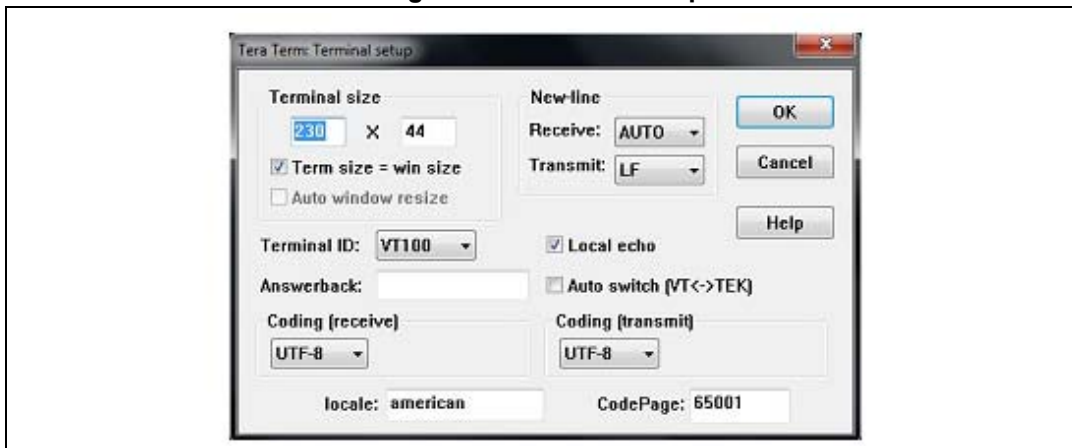 Tera Term: Terminal setup
Terminal size
230 X 44
Term size = win size
Auto window resize
New-line
Receive: AUTO
Transmit: LF
OK
Cancel
Help
Terminal ID: VT100
Local echo
Answerback:
Auto switch (VT<->TEK)
Coding (receive)
UTF-8
Coding (transmit)
UTF-8
locale: american
CodePage: 65001